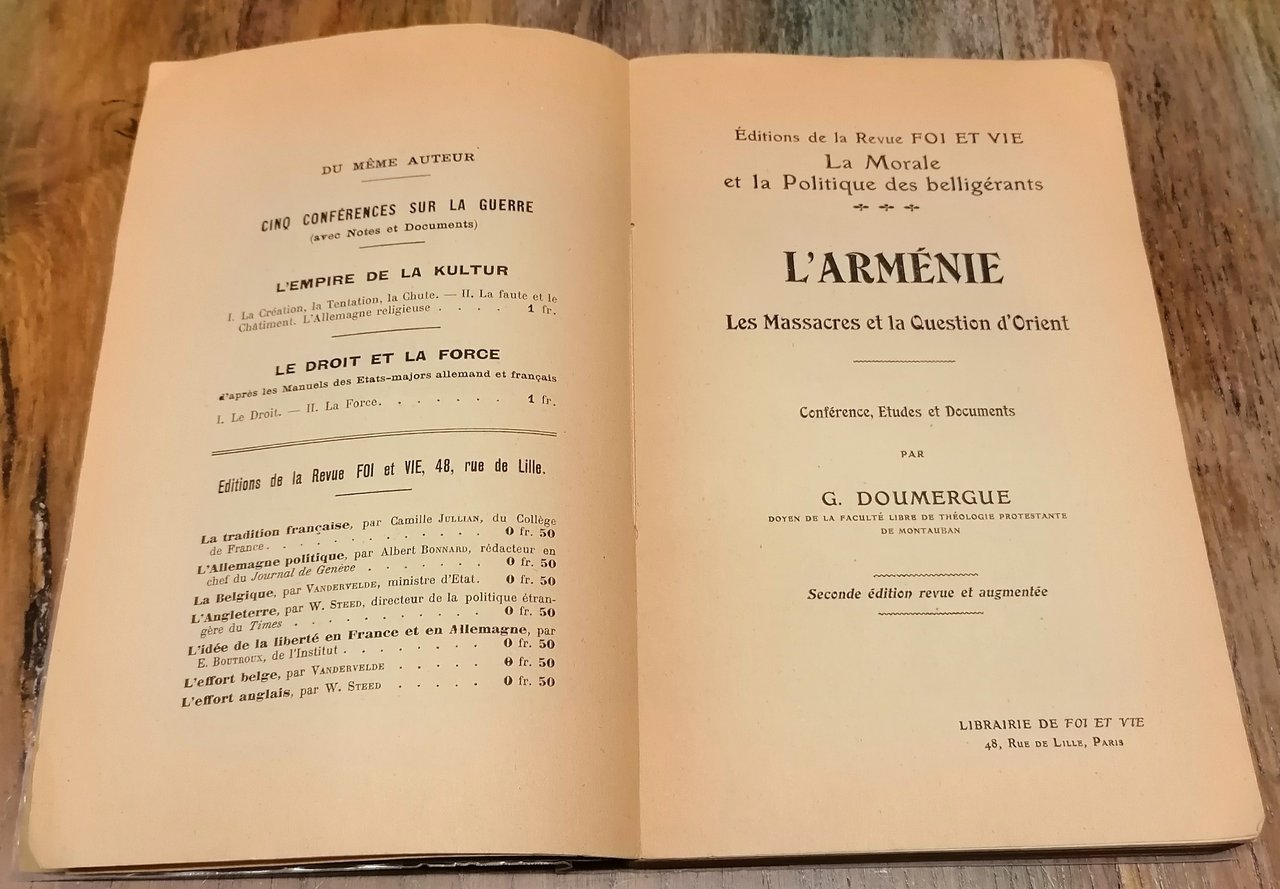 DU MÊME AUTEUR
CINQ CONFÉRENCES SUR LA GUERRE
(avec Notes et Documents)
L'EMPIRE DE LA KULTUR
I. La Création, la Tentation, la Chute. — II. La faute et le
Châtiment. L'Allemagne religieuse . . . . 1 fr.
LE DROIT ET LA FORCE
d'après les Manuels des Etats-majors allemand et français
I. Le Droit. — II. La Force. . . . . . . 1 fr.
Editions de la Revue FOI et VIE, 48, rue de Lille.
La tradition française, par Camille JULLIAN, du Collège
de France. . . . . . . . . . . . . 0 fr. 50
L'Allemagne politique, par Albert BONNARD, rédacteur en
chef du Journal de Genève . . . . . . 0 fr. 50
La Belgique, par VANDERVELDE, ministre d'Etat. 0 fr. 50
L'Angleterre, par W. STEED, directeur de la politique étran-
gère du Times . . . . . . . . . . 0 fr. 50
L'idée de la liberté en France et en Allemagne, par
E. BOUTROUX, de l'Institut . . . . . . . 0 fr. 50
L'effort belge, par VANDERVELDE . . . . . 0 fr. 50
L'effort anglais, par W. STEED . . . . . 0 fr. 50
Éditions de la Revue FOI ET VIE
La Morale
et la Politique des belligérants
L'ARMÉNIE
Les Massacres et la Question d'Orient
Conférence, Etudes et Documents
PAR
G. DOUMERGUE
DOYEN DE LA FACULTÉ LIBRE DE THÉOLOGIE PROTESTANTE
DE MONTAUBAN
Seconde édition revue et augmentée
LIBRAIRIE DE FOI ET VIE
48, RUE DE LILLE, PARIS